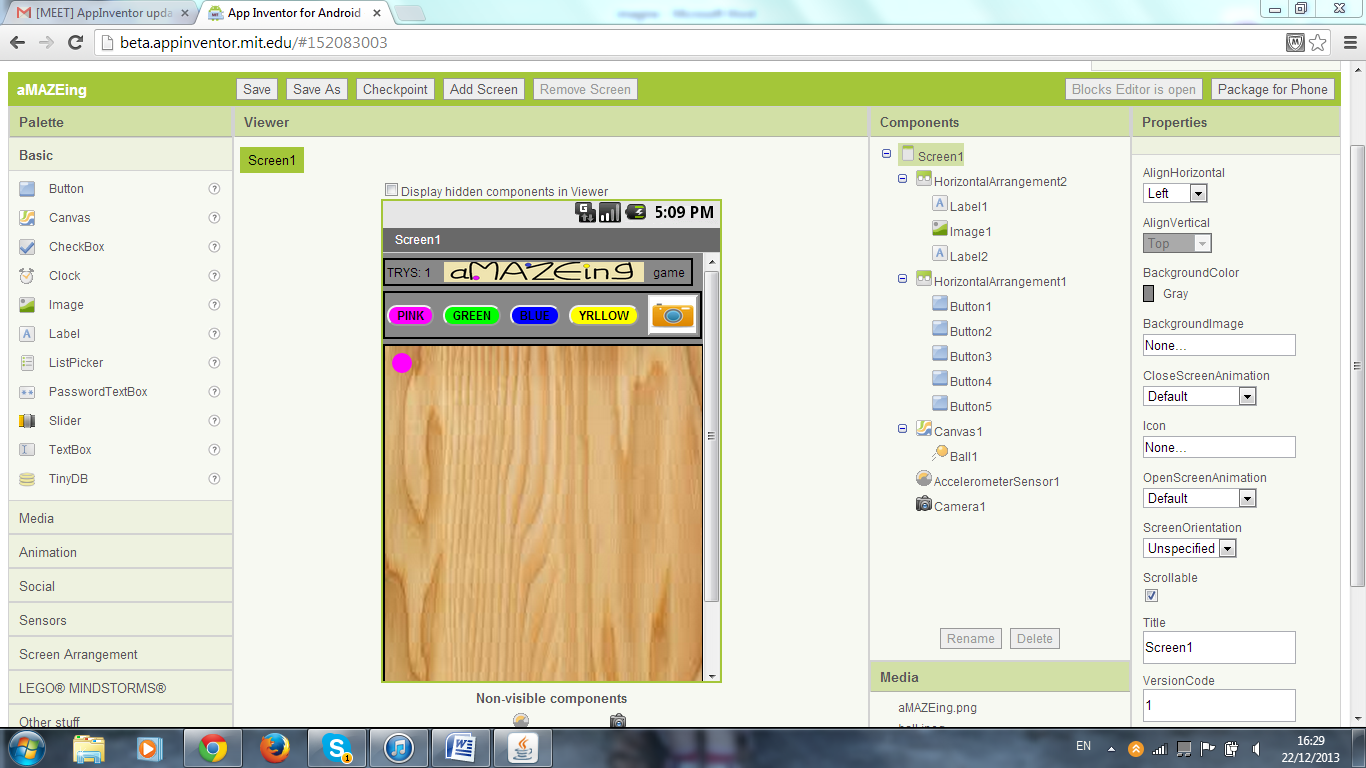 [MEET] AppInventor upda
App Inventor for Android
imagine - Microsoft Word
beta.appinventor.mit.edu/#152083003
aMAZEing
Save
Save As
Checkpoint
Add Screen
Remove Screen
Blocks Editor is open
Package for Phone
Palette
Basic
Button
?
Canvas
?
CheckBox
?
Clock
?
Image
?
Label
?
ListPicker
?
PasswordTextBox
?
Slider
?
TextBox
?
TinyDB
?
Media
Animation
Social
Sensors
Screen Arrangement
LEGO® MINDSTORMS®
Other stuff
Viewer
Screen1
Display hidden components in Viewer
5:09 PM
Screen1
TRYS: 1
aMAZEing
game
PINK
GREEN
BLUE
YRLLOW
Non-visible components
Components
Screen1
HorizontalArrangement2
Label1
Image1
Label2
HorizontalArrangement1
Button1
Button2
Button3
Button4
Button5
Canvas1
Ball1
AccelerometerSensor1
Camera1
Rename
Delete
Media
aMAZEing.png
Properties
AlignHorizontal
Left
AlignVertical
Top
BackgroundColor
Gray
BackgroundImage
None...
CloseScreenAnimation
Default
Icon
None...
OpenScreenAnimation
Default
ScreenOrientation
Unspecified
Scrollable
Title
Screen1
VersionCode
1
EN
16:29
22/12/2013